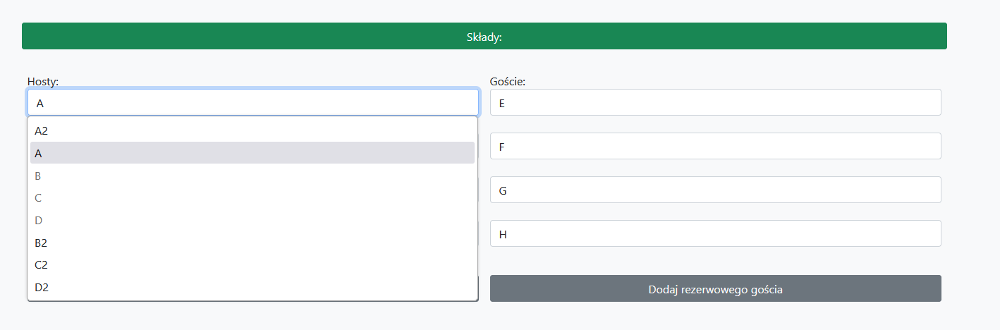 Składy:
Hosty:
A
A2
A
B
C
D
B2
C2
D2
Goście:
E
F
G
H
Dodaj rezerwowego gościa